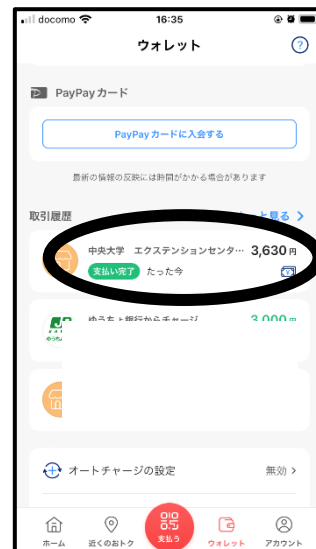 docomo 16:35
ウォレット ?
PayPayカード
PayPayカードに入会する
最新の情報の反映には時間がかかる場合があります
取引履歴 と見る
中央大学 エクステンションセンタ… 3,630円
支払い完了 たった今
ゆうちょ銀行からチャージ 3,000円
オートチャージの設定 無効
ホーム 近くのおトク 支払う ウォレット アカウント